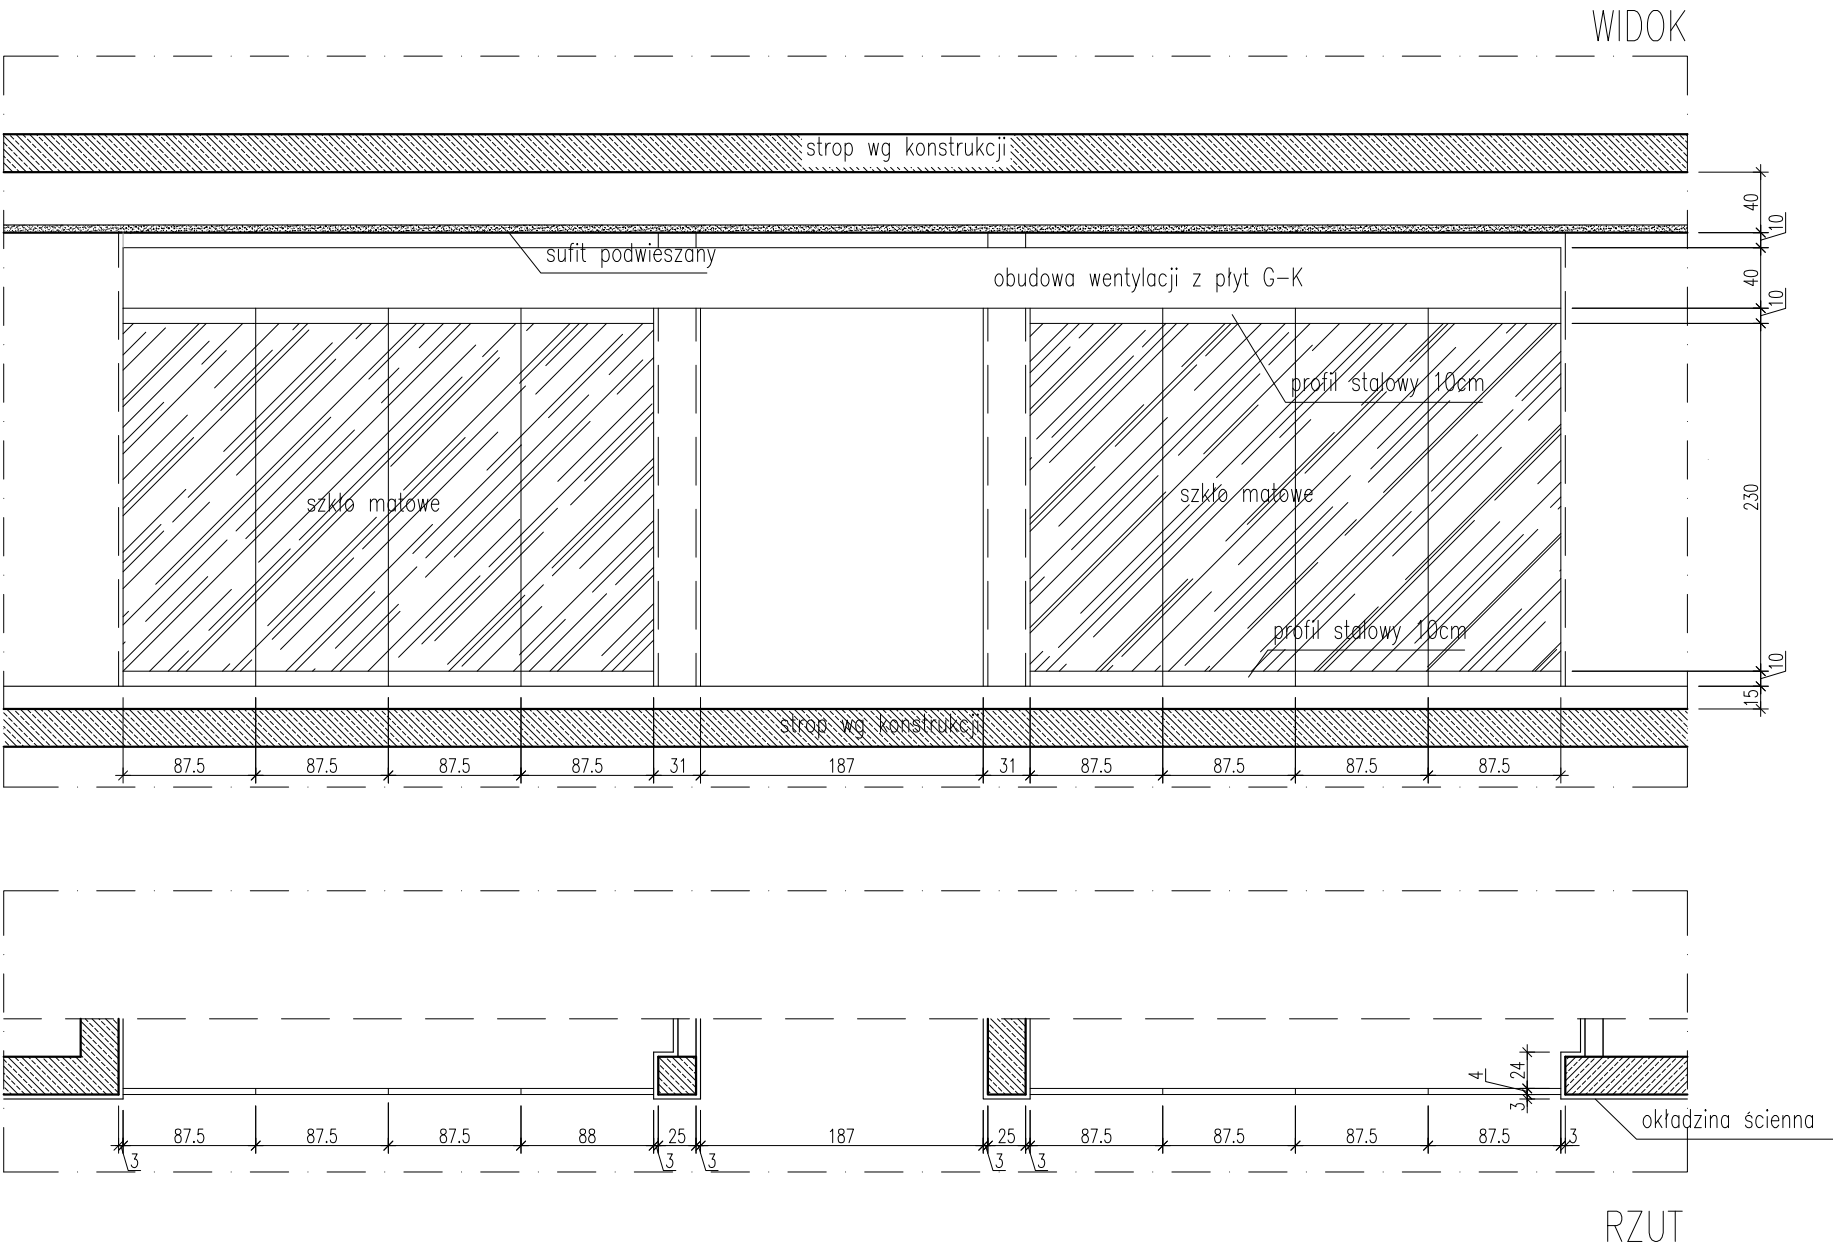 WIDOK
strop wg konstrukcji
40
10
sufit podwieszany
obudowa wentylacji z płyt G-K
40
10
profil stalowy 10cm
szkło matowe
szkło matowe
230
profil stalowy 10cm
10
15
strop wg konstrukcji
87.5 87.5 87.5 87.5 31 187 31 87.5 87.5 87.5 87.5
4 24
3
okładzina ścienna
87.5 87.5 87.5 88 25 187 25 87.5 87.5 87.5 87.5 3
3 3 3 3 3
RZUT